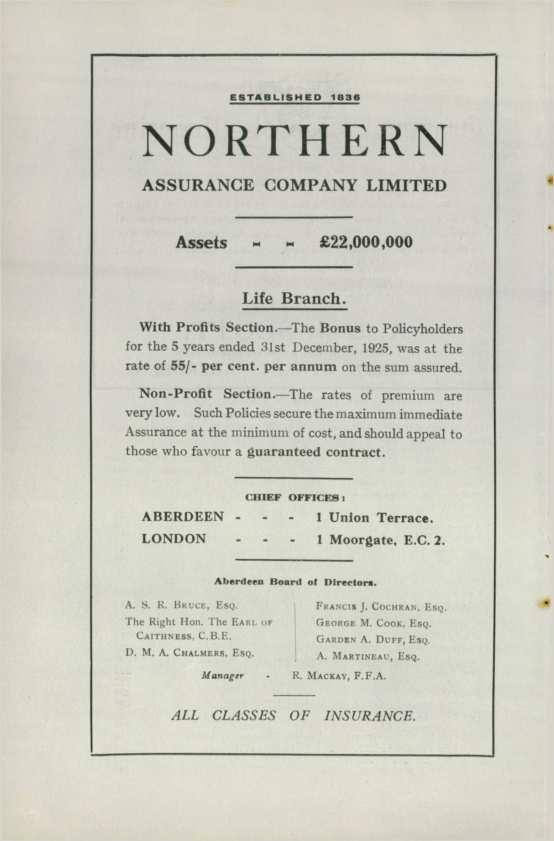 ESTABLISHED 1836
NORTHERN
ASSURANCE COMPANY LIMITED
Assets - - £22,000,000
Life Branch.
With Profits Section.—The Bonus to Policyholders
for the 5 years ended 31st December, 1925, was at the
rate of 55/- per cent. per annum on the sum assured.
Non-Profit Section.—The rates of premium are
very low. Such Policies secure the maximum immediate
Assurance at the minimum of cost, and should appeal to
those who favour a guaranteed contract.
CHIEF OFFICES:
ABERDEEN - - - 1 Union Terrace.
LONDON - - - 1 Moorgate, E.C. 2.
Aberdeen Board of Directors.
A. S. R. BRUCE, ESQ.
The Right Hon. The EARL OF
CAITHNESS, C.B.E.
D. M. A. CHALMERS, ESQ.
FRANCIS J. COCHRAN, ESQ.
GEORGE M. COOK, ESQ.
GARDEN A. DUFF, ESQ.
A. MARTINEAU, ESQ.
Manager - R. MACKAY, F.F.A.
ALL CLASSES OF INSURANCE.